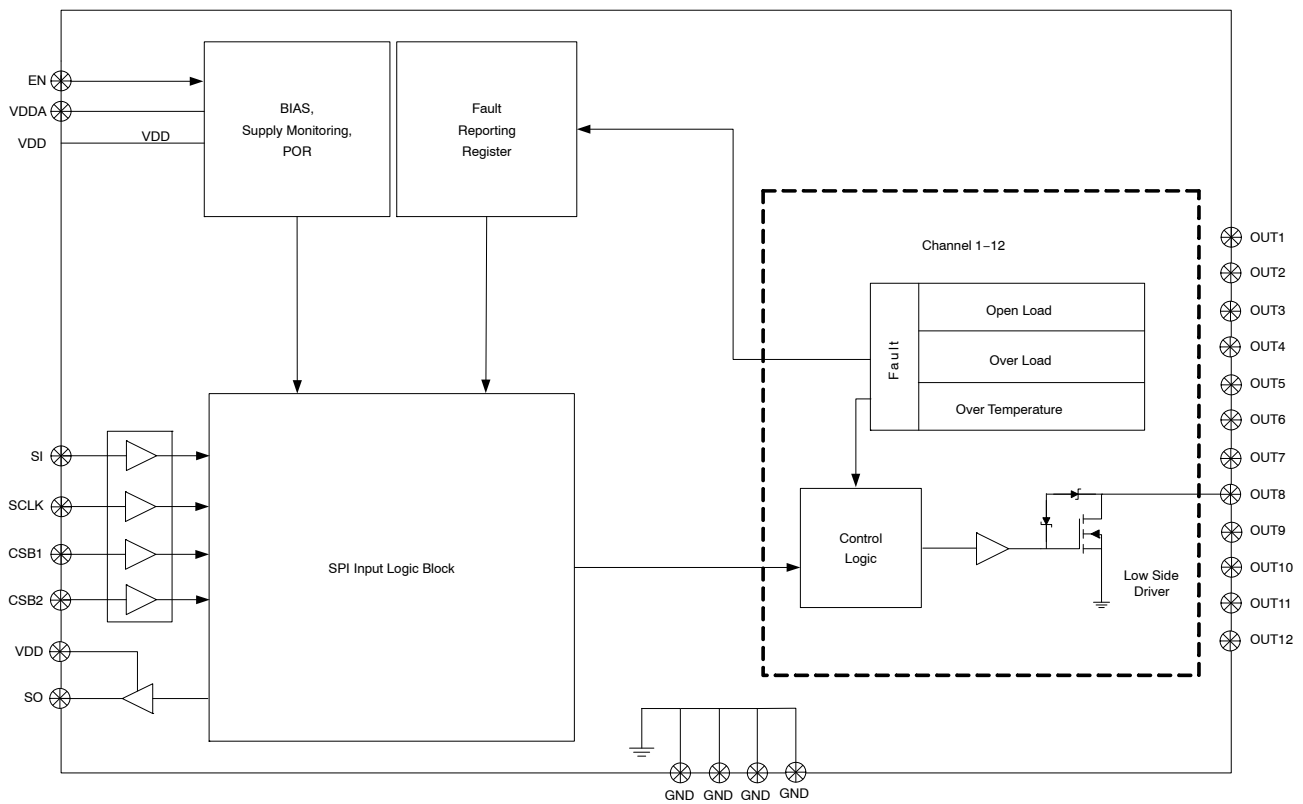 EN
VDDA
VDD
VDD
BIAS,
Supply Monitoring,
POR
Fault
Reporting
Register
Channel 1–12
Fault
Open Load
Over Load
Over Temperature
OUT1
OUT2
OUT3
OUT4
OUT5
OUT6
OUT7
OUT8
OUT9
OUT10
OUT11
OUT12
SI
SCLK
CSB1
CSB2
VDD
SO
SPI Input Logic Block
Control
Logic
Low Side
Driver
GND GND GND GND